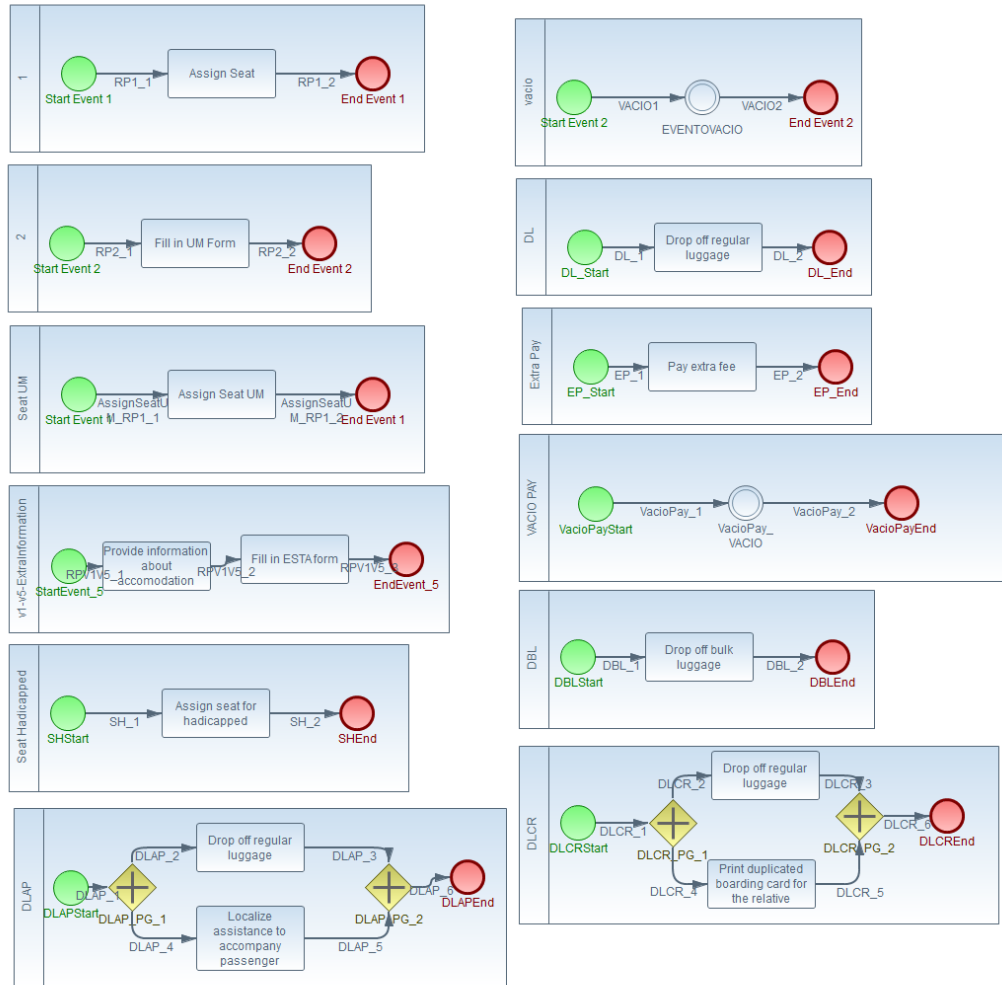 1
RP1_1
Assign Seat
RP1_2
Start Event 1
End Event 1
2
RP2_1
Fill in UM Form
RP2_2
Start Event 2
End Event 2
Seat UM
AssignSeatU
M_RP1_1
Assign Seat UM
AssignSeatU
M_RP1_2
Start Event 1
End Event 1
v1-v5-ExtraInformation
RPV1V5_1
Provide information
about
accomodation
RPV1V5_2
Fill in ESTA form
RPV1V5_3
StartEvent_5
EndEvent_5
Seat Hadicapped
SH_1
Assign seat for
hadicapped
SH_2
SHStart
SHEnd
DLAP
DLAP_1
DLAPStart
DLAP_PG_1
DLAP_2
Drop off regular
luggage
DLAP_3
DLAP_4
Localize
assistance to
accompany
passenger
DLAP_5
DLAP_PG_2
DLAP_6
DLAPEnd
vacio
VACIO1
VACIO2
Start Event 2
EVENTOVACIO
End Event 2
DL
DL_1
Drop off regular
luggage
DL_2
DL_Start
DL_End
Extra Pay
EP_1
Pay extra fee
EP_2
EP_Start
EP_End
VACIO PAY
VacioPay_1
VacioPay_2
VacioPayStart
VacioPay_
VACIO
VacioPayEnd
DBL
DBL_1
Drop off bulk
luggage
DBL_2
DBLStart
DBLEnd
DLCR
DLCR_1
DLCRStart
DLCR_PG_1
DLCR_2
Drop off regular
luggage
DLCR_3
DLCR_4
Print duplicated
boarding card for
the relative
DLCR_5
DLCR_PG_2
DLCR_6
DLCREnd